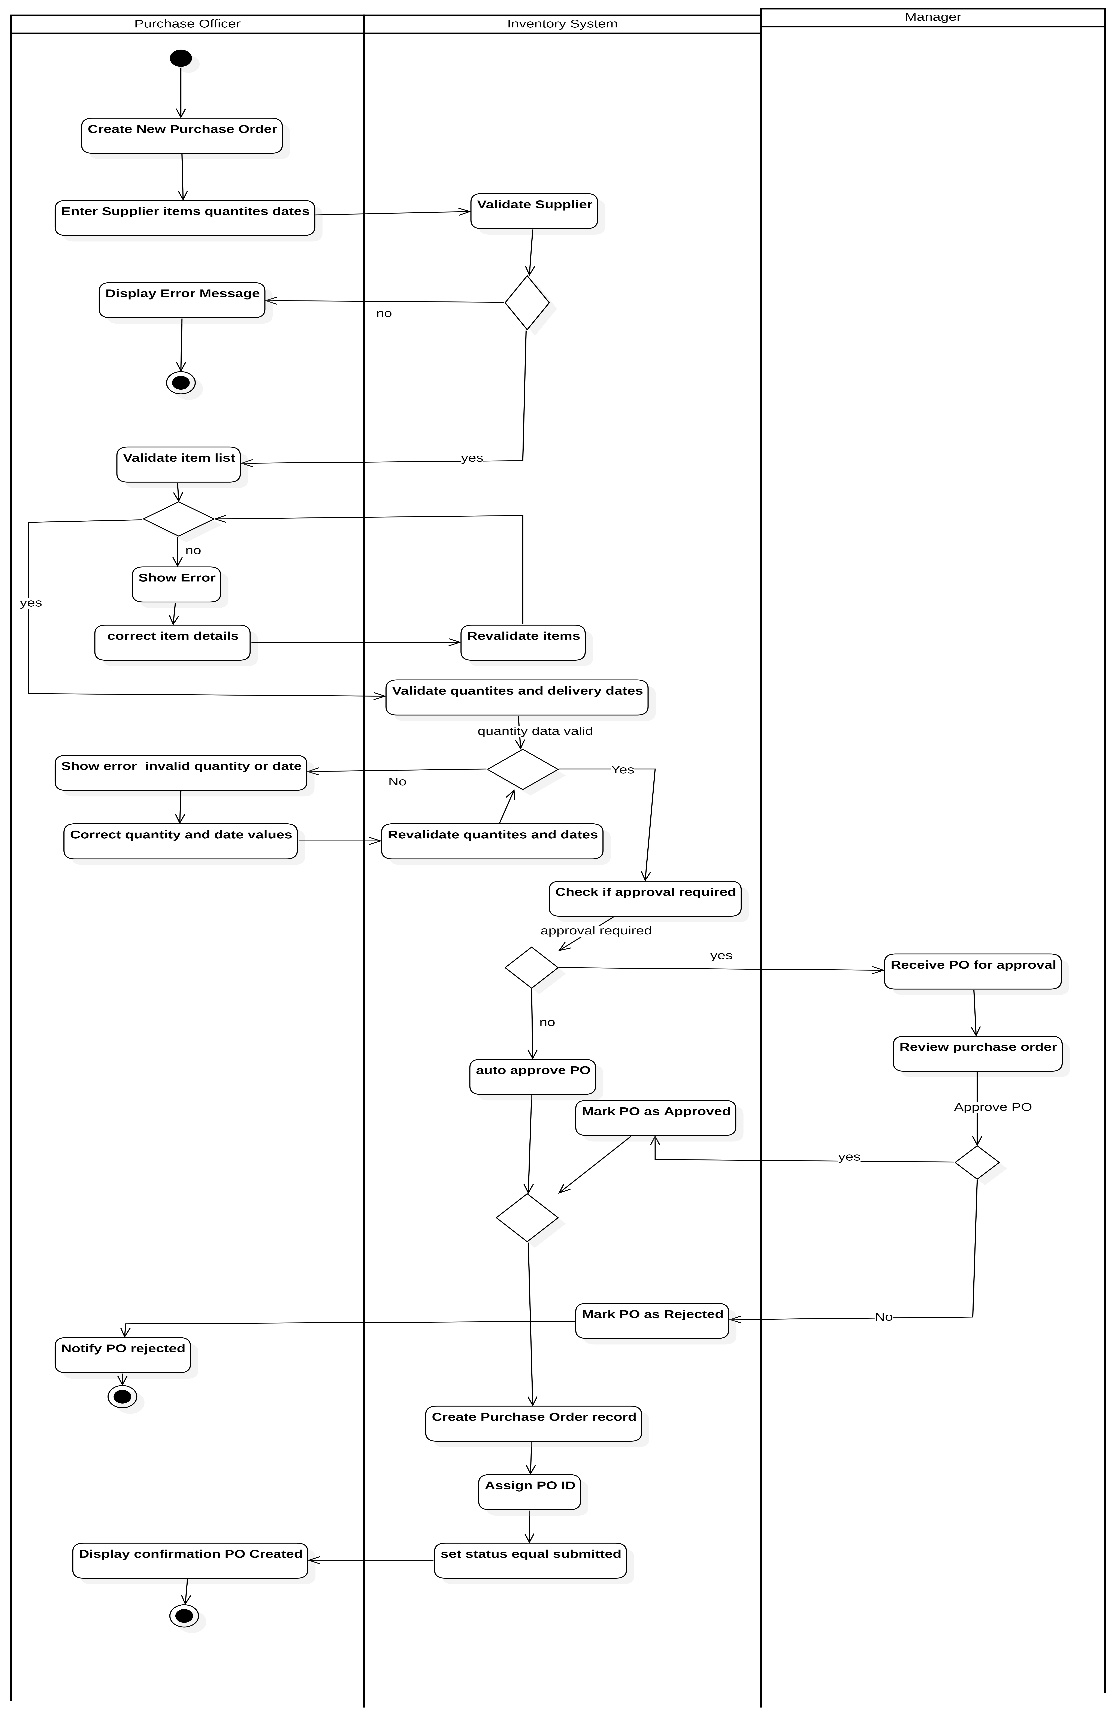 Purchase Officer
Inventory System
Manager
Create New Purchase Order
Enter Supplier items quantites dates
Validate Supplier
Display Error Message
no
Validate item list
yes
no
Show Error
yes
correct item details
Revalidate items
Validate quantites and delivery dates
quantity data valid
Show error  invalid quantity or date
No
Yes
Correct quantity and date values
Revalidate quantites and dates
Check if approval required
approval required
yes
Receive PO for approval
no
Review purchase order
auto approve PO
Mark PO as Approved
Approve PO
yes
Mark PO as Rejected
No
Notify PO rejected
Create Purchase Order record
Assign PO ID
Display confirmation PO Created
set status equal submitted